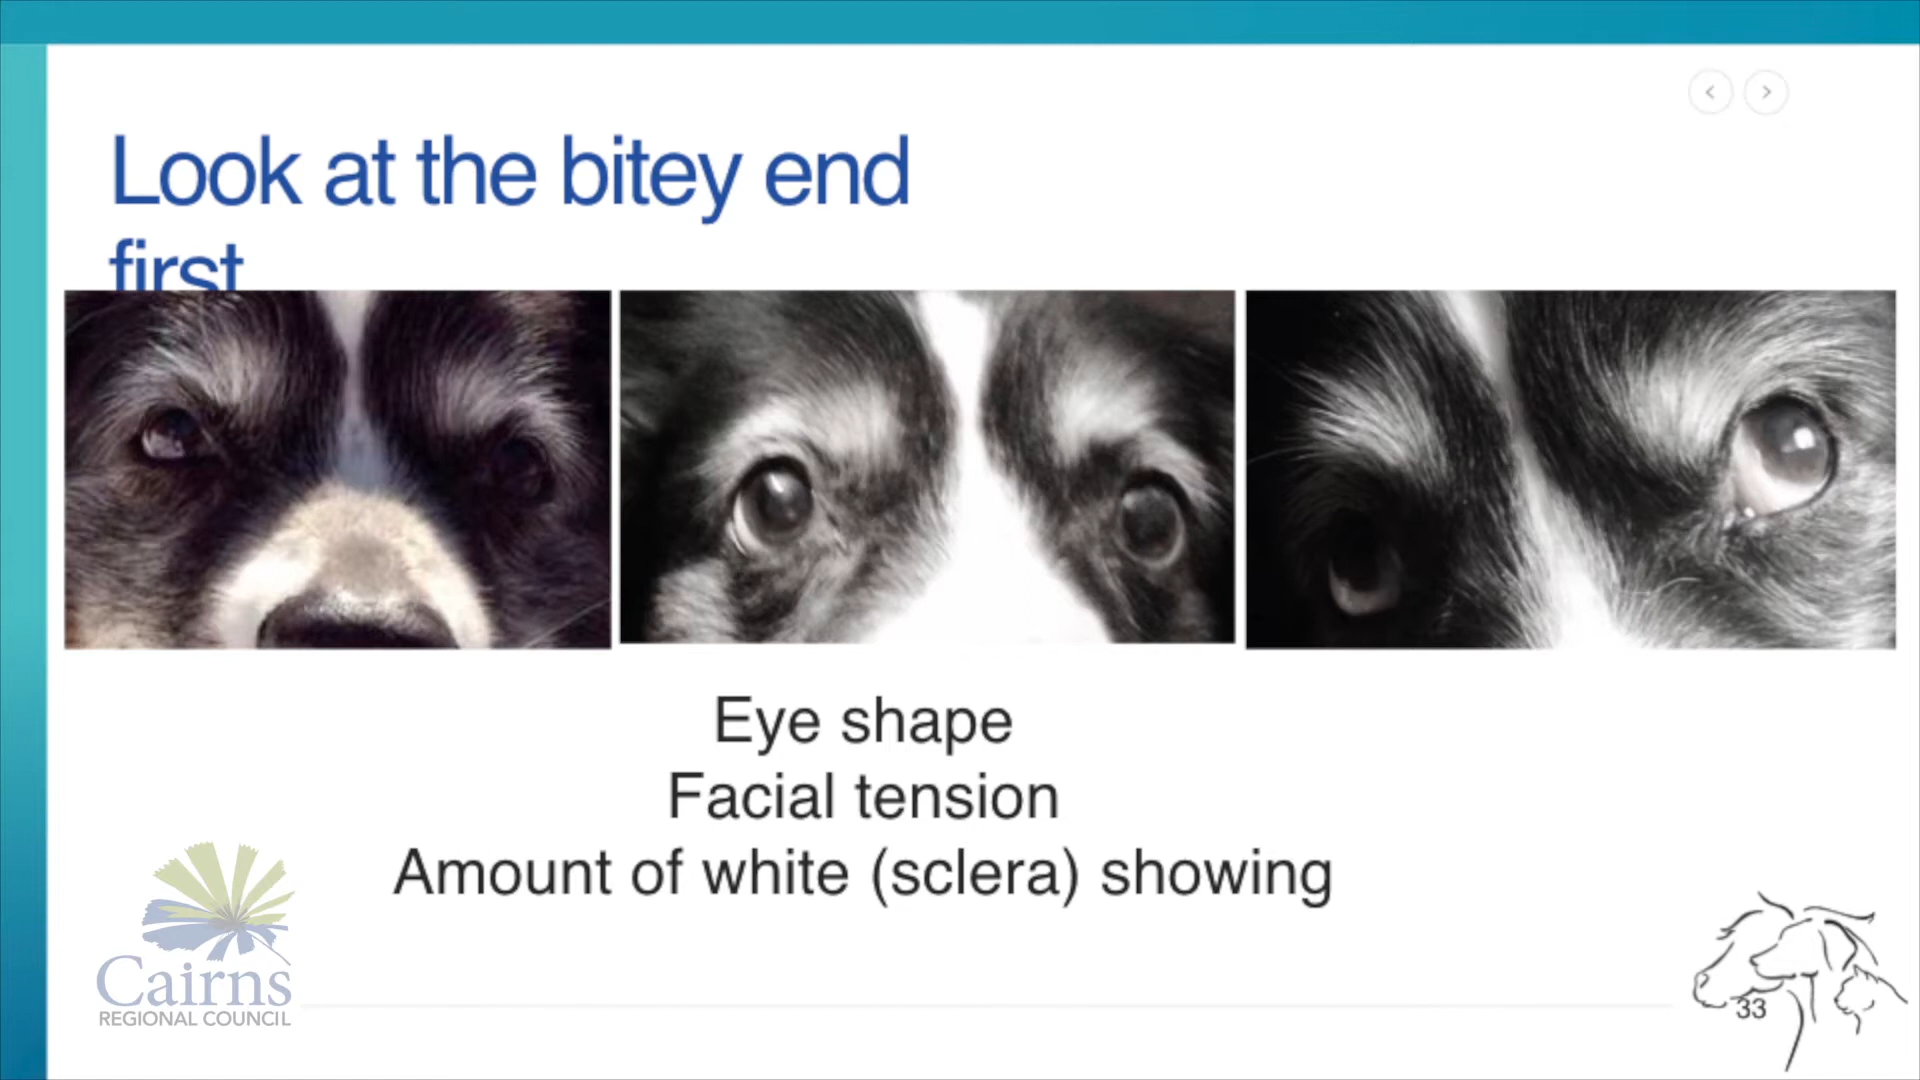 Look at the bitey end
first
Eye shape
Facial tension
Amount of white (sclera) showing
Cairns
REGIONAL COUNCIL
33